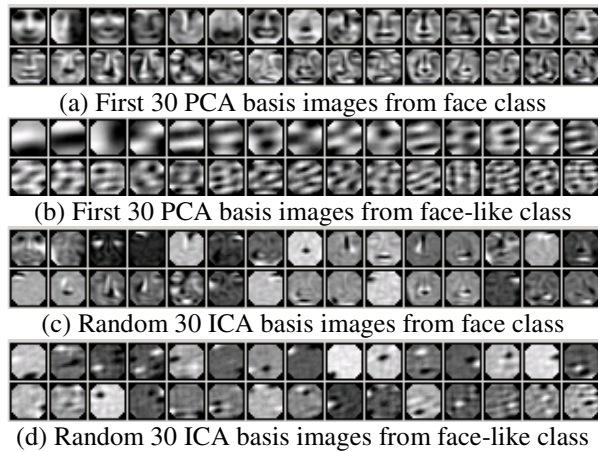 (a) First 30 PCA basis images from face class
(b) First 30 PCA basis images from face-like class
(c) Random 30 ICA basis images from face class
(d) Random 30 ICA basis images from face-like class